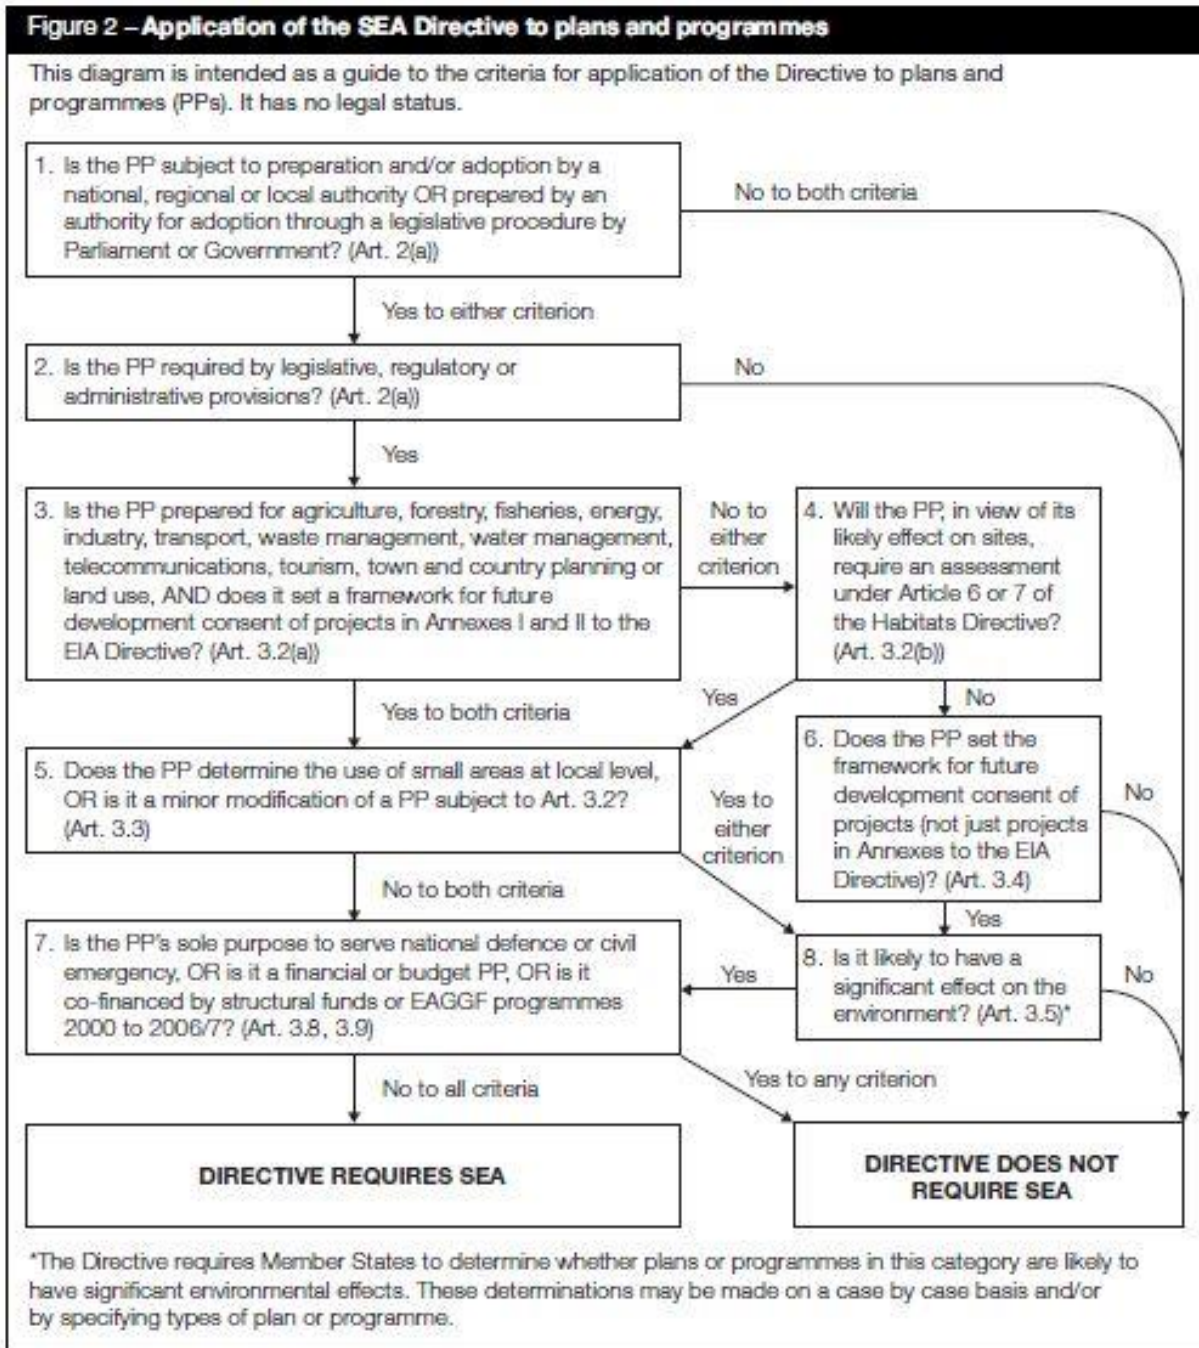 Figure 2 – Application of the SEA Directive to plans and programmes
This diagram is intended as a guide to the criteria for application of the Directive to plans and
programmes (PPs). It has no legal status.
1. Is the PP subject to preparation and/or adoption by a
national, regional or local authority OR prepared by an
authority for adoption through a legislative procedure by
Parliament or Government? (Art. 2(a))
No to both criteria
Yes to either criterion
2. Is the PP required by legislative, regulatory or
administrative provisions? (Art. 2(a))
No
Yes
3. Is the PP prepared for agriculture, forestry, fisheries, energy,
industry, transport, waste management, water management,
telecommunications, tourism, town and country planning or
land use, AND does it set a framework for future
development consent of projects in Annexes I and II to the
EIA Directive? (Art. 3.2(a))
No to
either
criterion
4. Will the PP, in view of its
likely effect on sites,
require an assessment
under Article 6 or 7 of
the Habitats Directive?
(Art. 3.2(b))
Yes to both criteria
Yes
No
5. Does the PP determine the use of small areas at local level,
OR is it a minor modification of a PP subject to Art. 3.2?
(Art. 3.3)
Yes to
either
criterion
6. Does the PP set the
framework for future
development consent of
projects (not just projects
in Annexes to the EIA
Directive)? (Art. 3.4)
No
No to both criteria
Yes
7. Is the PP's sole purpose to serve national defence or civil
emergency, OR is it a financial or budget PP, OR is it
co-financed by structural funds or EAGGF programmes
2000 to 2006/7? (Art. 3.8, 3.9)
Yes
8. Is it likely to have a
significant effect on the
environment? (Art. 3.5)*
No
No to all criteria
Yes to any criterion
DIRECTIVE REQUIRES SEA
DIRECTIVE DOES NOT
REQUIRE SEA
*The Directive requires Member States to determine whether plans or programmes in this category are likely to
have significant environmental effects. These determinations may be made on a case by case basis and/or
by specifying types of plan or programme.